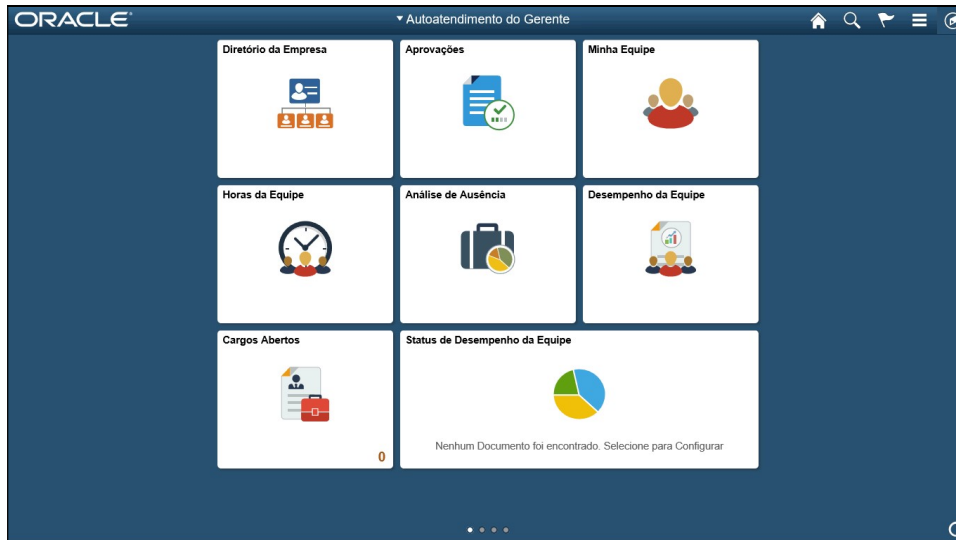 ORACLE
Autoatendimento do Gerente
Diretório da Empresa
Aprovações
Minha Equipe
Horas da Equipe
Análise de Ausência
Desempenho da Equipe
Cargos Abertos
0
Status de Desempenho da Equipe
Nenhum Documento foi encontrado. Selecione para Configurar